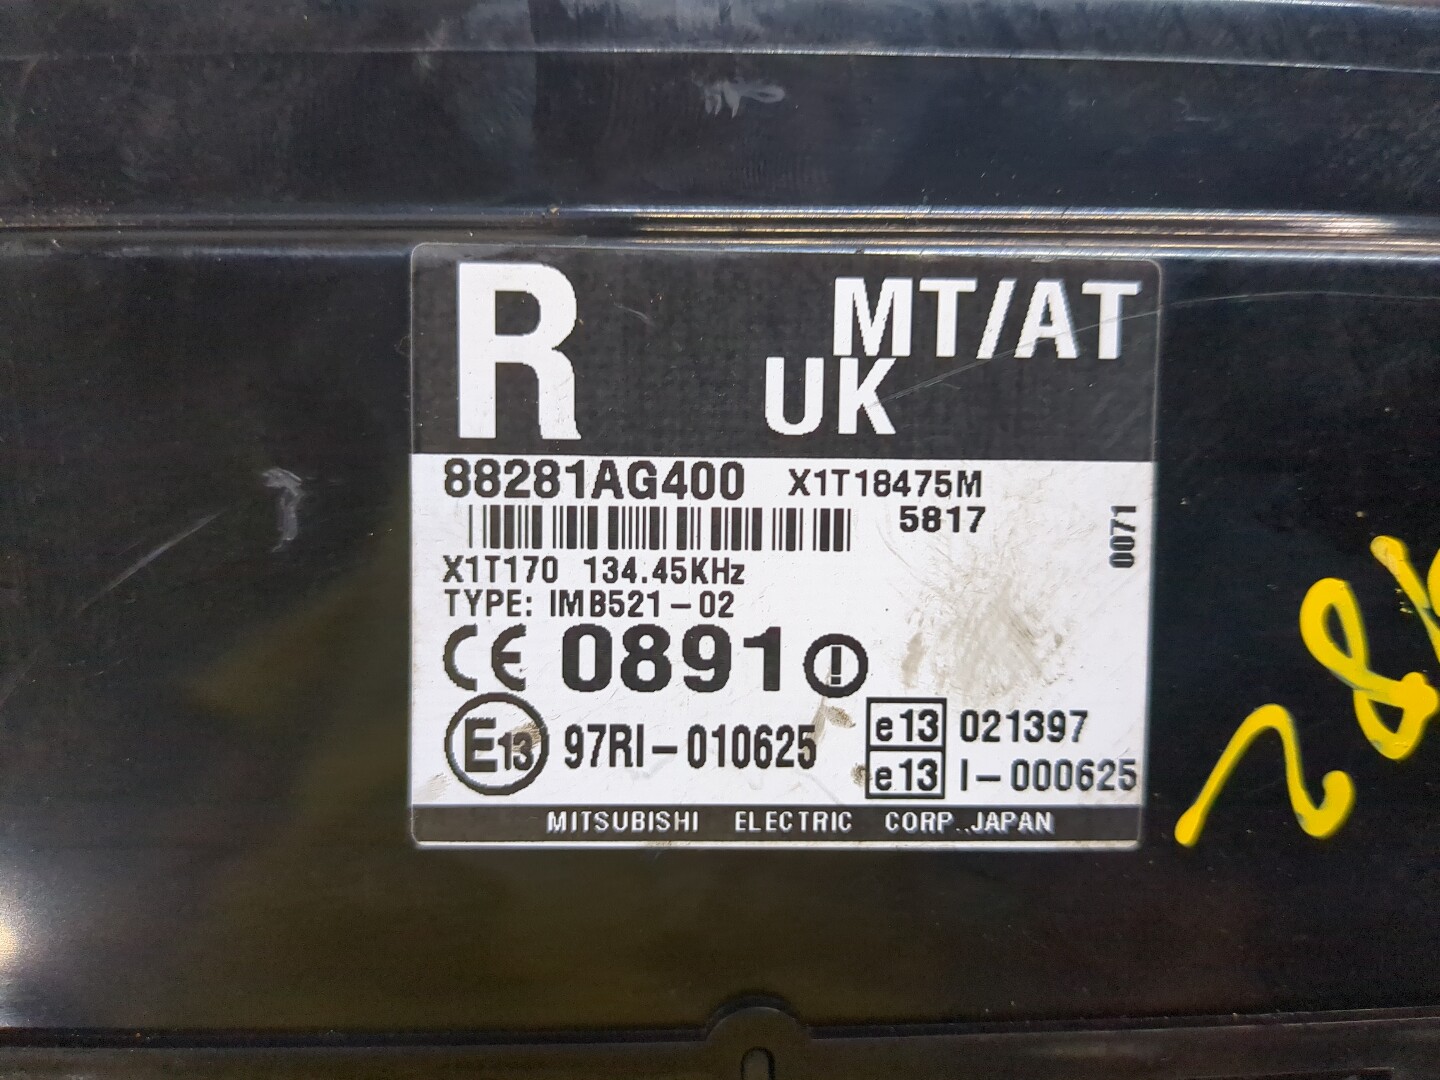 R MT/AT
UK
88281AG400 X1T18475M
5817
0071
X1T170 134.45KHz
TYPE: IMB521-02
CE 0891
E13 97RI-010625
e13 021397
e13 I-000625
MITSUBISHI ELECTRIC CORP. JAPAN